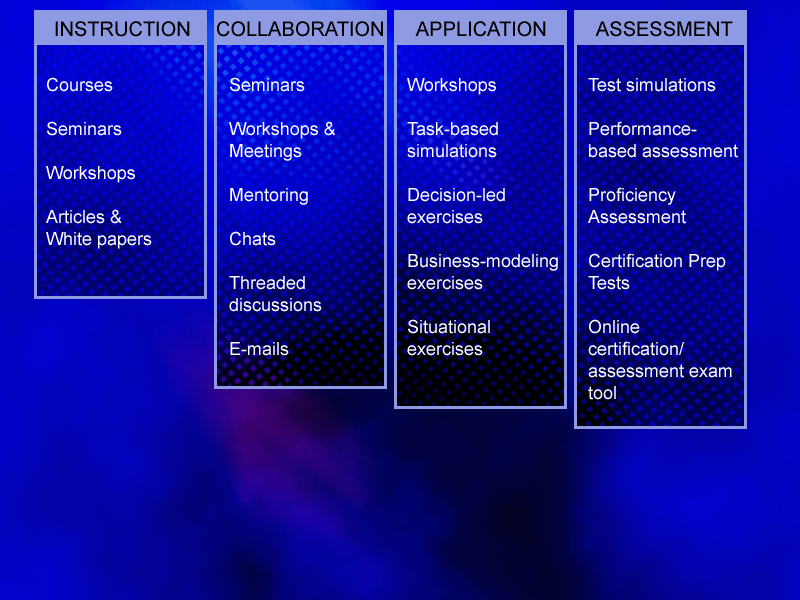 INSTRUCTION
Courses
Seminars
Workshops
Articles &
White papers
COLLABORATION
Seminars
Workshops &
Meetings
Mentoring
Chats
Threaded
discussions
E-mails
APPLICATION
Workshops
Task-based
simulations
Decision-led
exercises
Business-modeling
exercises
Situational
exercises
ASSESSMENT
Test simulations
Performance-
based assessment
Proficiency
Assessment
Certification Prep
Tests
Online
certification/
assessment exam
tool